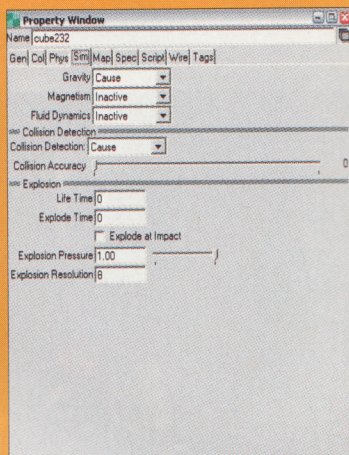 Property Window
Name cube232
Gen Col Phys Sim Map Spec Script Wire Tags
Gravity Cause
Magnetism Inactive
Fluid Dynamics Inactive
Collision Detection
Collision Detection: Cause
Collision Accuracy 0
Explosion
Life Time 0
Explode Time 0
Explode at Impact
Explosion Pressure 1.00
Explosion Resolution 8